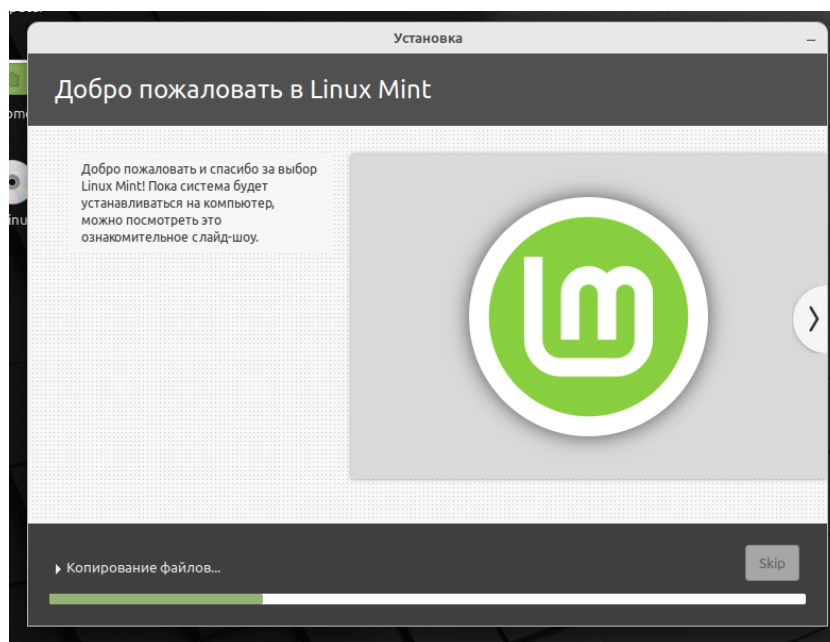 Установка
Добро пожаловать в Linux Mint
Добро пожаловать и спасибо за выбор
Linux Mint! Пока система будет
устанавливаться на компьютер,
можно посмотреть это
ознакомительное слайд-шоу.
Копирование файлов...
Skip